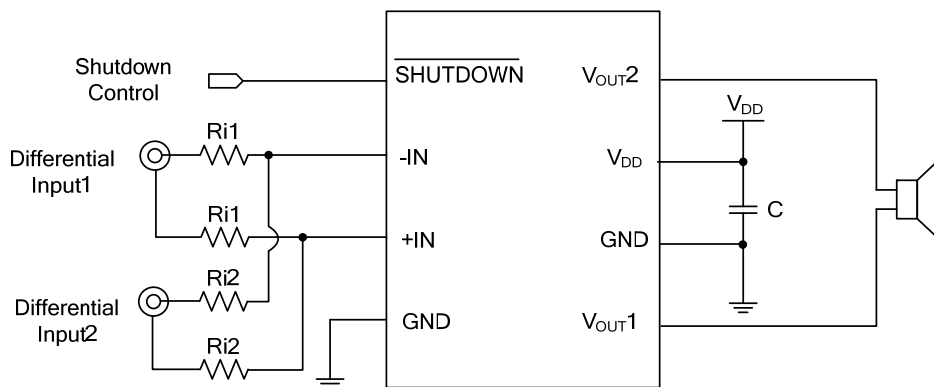 Shutdown
Control
SHUTDOWN
VOUT2
VDD
Ri1
Differential
Input1
-IN
VDD
Ri1
C
+IN
GND
Ri2
Differential
Input2
GND
VOUT1
Ri2